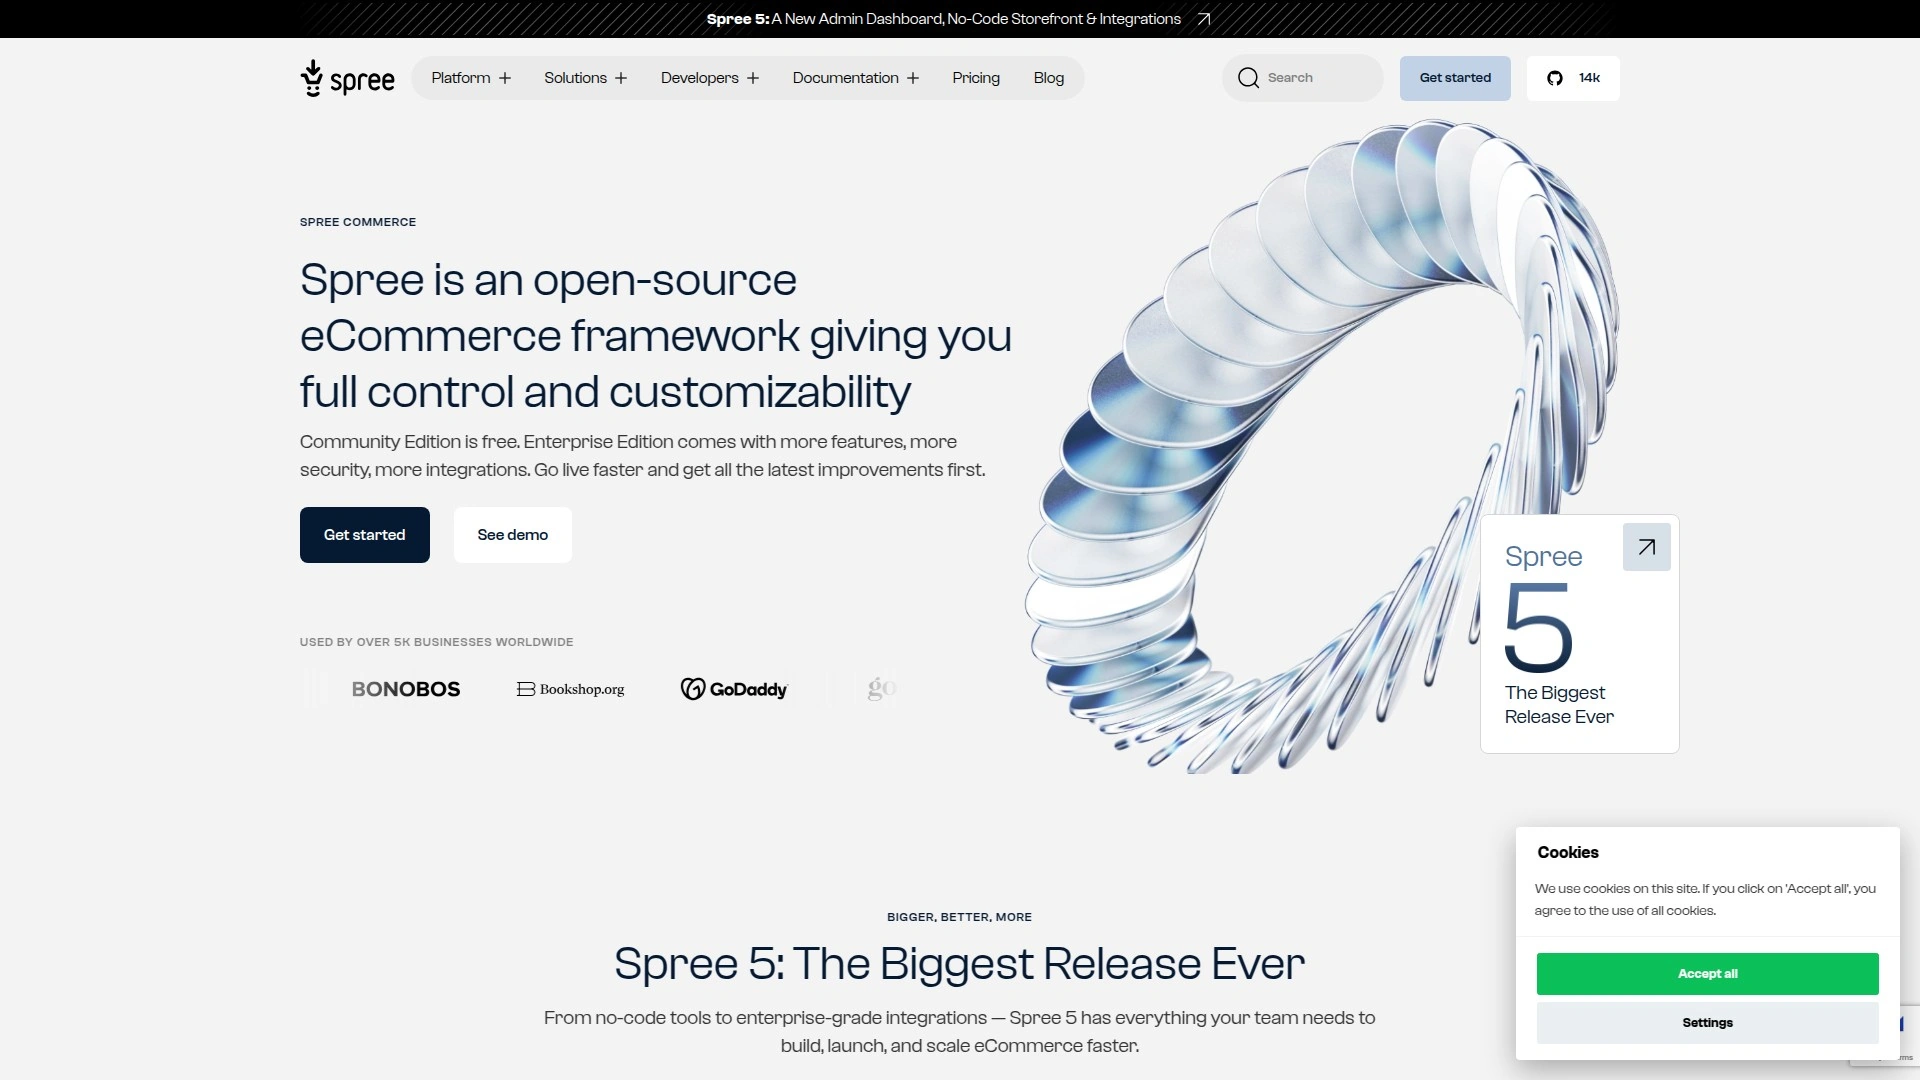 Spree 5: A New Admin Dashboard, No-Code Storefront & Integrations
spree
Platform
Solutions
Developers
Documentation
Pricing
Blog
Search
Get started
14k
SPREE COMMERCE
Spree is an open-source
eCommerce framework giving you
full control and customizability
Community Edition is free. Enterprise Edition comes with more features, more
security, more integrations. Go live faster and get all the latest improvements first.
Get started
See demo
USED BY OVER 5K BUSINESSES WORLDWIDE
BONOBOS
Bookshop.org
GoDaddy
go
Spree
5
The Biggest
Release Ever
BIGGER, BETTER, MORE
Spree 5: The Biggest Release Ever
From no-code tools to enterprise-grade integrations — Spree 5 has everything your team needs to
build, launch, and scale eCommerce faster.
Cookies
We use cookies on this site. If you click on 'Accept all', you
agree to the use of all cookies.
Accept all
Settings